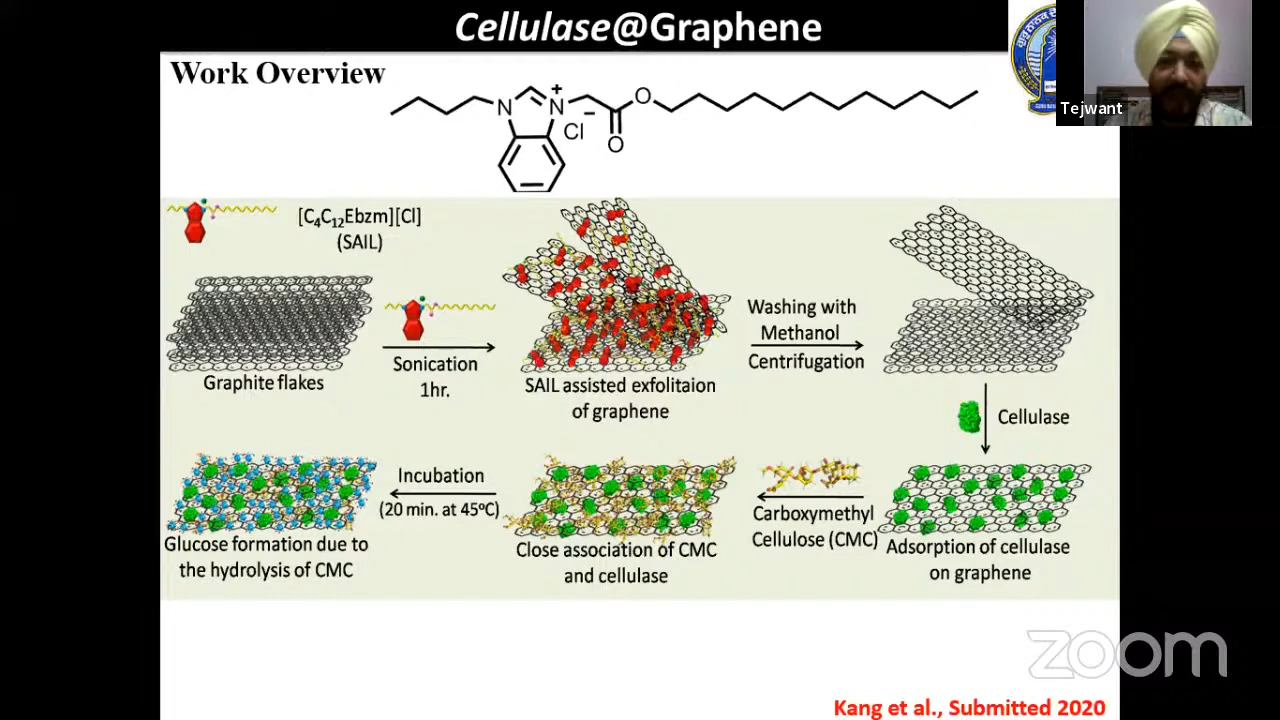 Cellulase@Graphene
Work Overview
N
N
+
−
Cl
O
O
Tejwant
[C₄C₁₂Ebzm][Cl]
(SAIL)
Graphite flakes
Sonication
1hr.
SAIL assisted exfolitaion
of graphene
Washing with
Methanol
Centrifugation
Cellulase
Adsorption of cellulase
on graphene
Carboxymethyl
Cellulose (CMC)
Close association of CMC
and cellulase
Incubation
(20 min. at 45°C)
Glucose formation due to
the hydrolysis of CMC
zoom
Kang et al., Submitted 2020